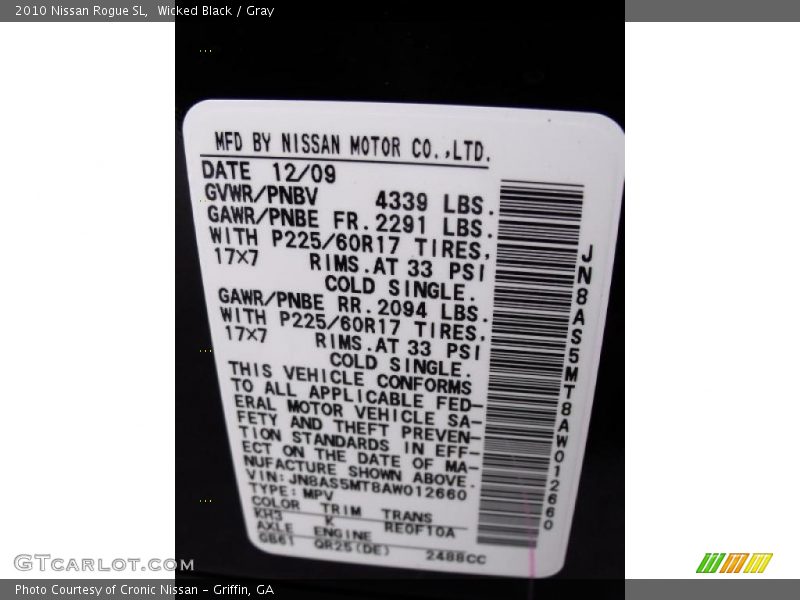 2010 Nissan Rogue SL, Wicked Black / Gray
MFD BY NISSAN MOTOR CO.,LTD.
DATE 12/09
GVWR/PNBV 4339 LBS.
GAWR/PNBE FR. 2291 LBS.
WITH P225/60R17 TIRES,
17×7 RIMS. AT 33 PSI
COLD SINGLE.
GAWR/PNBE RR. 2094 LBS.
WITH P225/60R17 TIRES,
17×7 RIMS. AT 33 PSI
COLD SINGLE.
THIS VEHICLE CONFORMS
TO ALL APPLICABLE FED-
ERAL MOTOR VEHICLE SA-
FETY AND THEFT PREVEN-
TION STANDARDS IN EFF-
ECT ON THE DATE OF MA-
NUFACTURE SHOWN ABOVE.
VIN: JN8AS5MT8AW012660
TYPE: MPV
COLOR TRIM TRANS
KH3 K RE0F10A
AXLE ENGINE
GB61 QR25(DE) 2488CC
JN8AS5MT8AW012660
GTCarLot.com
Photo Courtesy of Cronic Nissan - Griffin, GA